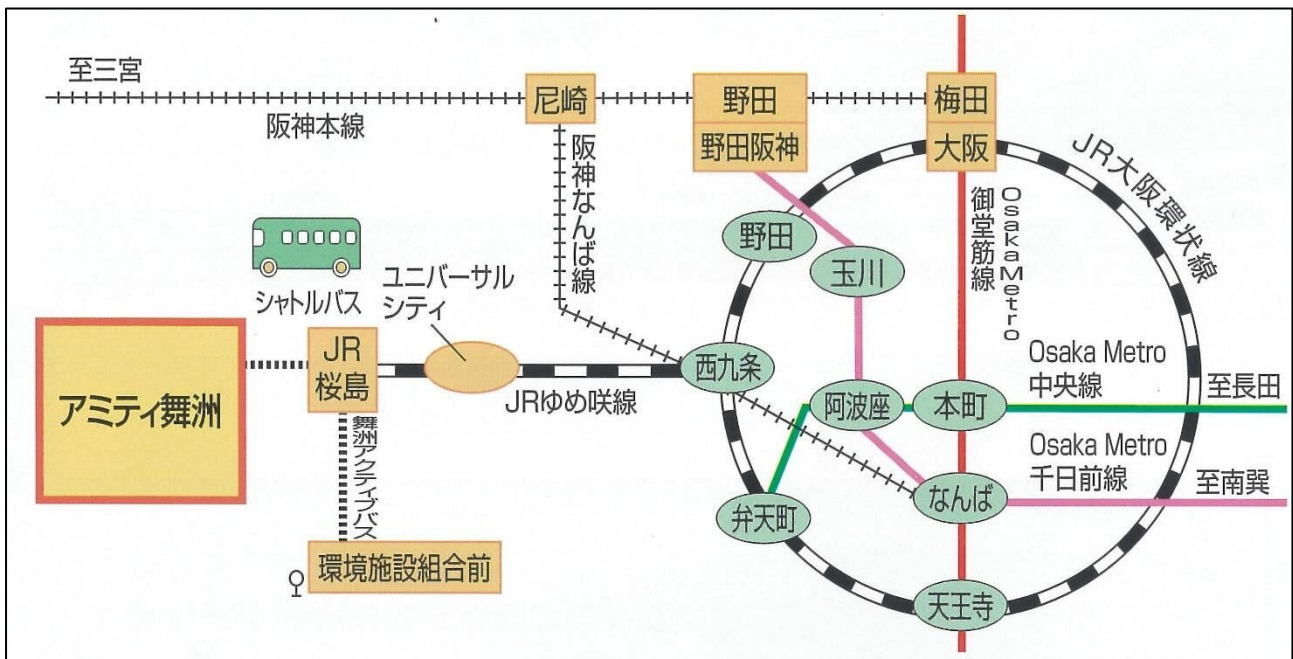 至三宮
阪神本線
尼崎
野田
野田阪神
梅田
大阪
JR大阪環状線
阪神なんば線
OsakaMetro
御堂筋線
野田
玉川
シャトルバス
ユニバーサル
シティ
アミティ舞洲
JR
桜島
JRゆめ咲線
西九条
阿波座
本町
Osaka Metro
中央線
至長田
Osaka Metro
千日前線
至南巽
舞洲アクティブバス
弁天町
なんば
環境施設組合前
天王寺